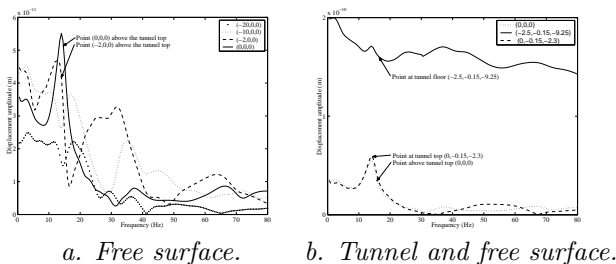 6 x 10⁻¹¹
Point (0,0,0) above the tunnel top
Point (−2,0,0) above the tunnel top
(−20,0,0)
(−10,0,0)
(−2,0,0)
(0,0,0)
5
4
3
2
1
0
Displacement amplitude (m)
0 10 20 30 40 50 60 70 80
Frequency (Hz)
a. Free surface.
2 x 10⁻¹⁰
(0,0,0)
(−2.5,−0.15,−9.25)
(0,−0.15,−2.3)
Point at tunnel floor (−2.5,−0.15,−9.25)
1
Point at tunnel top (0,−0.15,−2.3)
Point above tunnel top (0,0,0)
0
Displacement amplitude (m)
0 10 20 30 40 50 60 70 80
Frequency (Hz)
b. Tunnel and free surface.